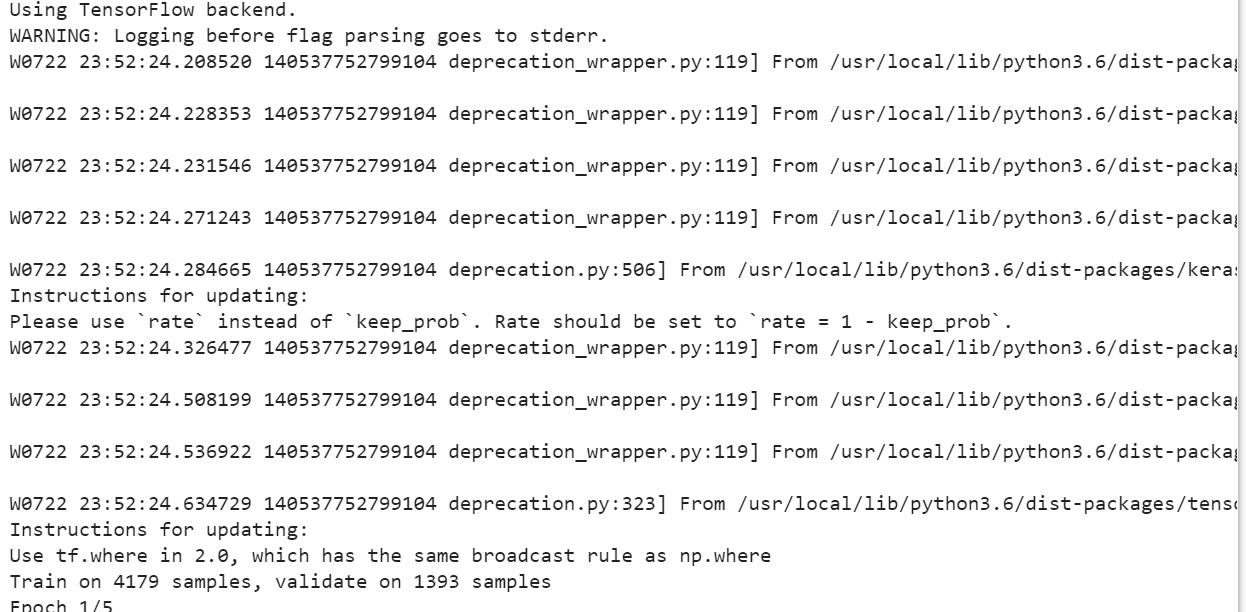 Using TensorFlow backend.
WARNING: Logging before flag parsing goes to stderr.
W0722 23:52:24.208520 140537752799104 deprecation_wrapper.py:119] From /usr/local/lib/python3.6/dist-packag
W0722 23:52:24.228353 140537752799104 deprecation_wrapper.py:119] From /usr/local/lib/python3.6/dist-packag
W0722 23:52:24.231546 140537752799104 deprecation_wrapper.py:119] From /usr/local/lib/python3.6/dist-packag
W0722 23:52:24.271243 140537752799104 deprecation_wrapper.py:119] From /usr/local/lib/python3.6/dist-packag
W0722 23:52:24.284665 140537752799104 deprecation.py:506] From /usr/local/lib/python3.6/dist-packages/keras
Instructions for updating:
Please use `rate` instead of `keep_prob`. Rate should be set to `rate = 1 - keep_prob`.
W0722 23:52:24.326477 140537752799104 deprecation_wrapper.py:119] From /usr/local/lib/python3.6/dist-packag
W0722 23:52:24.508199 140537752799104 deprecation_wrapper.py:119] From /usr/local/lib/python3.6/dist-packag
W0722 23:52:24.536922 140537752799104 deprecation_wrapper.py:119] From /usr/local/lib/python3.6/dist-packag
W0722 23:52:24.634729 140537752799104 deprecation.py:323] From /usr/local/lib/python3.6/dist-packages/tenso
Instructions for updating:
Use tf.where in 2.0, which has the same broadcast rule as np.where
Train on 4179 samples, validate on 1393 samples
Epoch 1/5